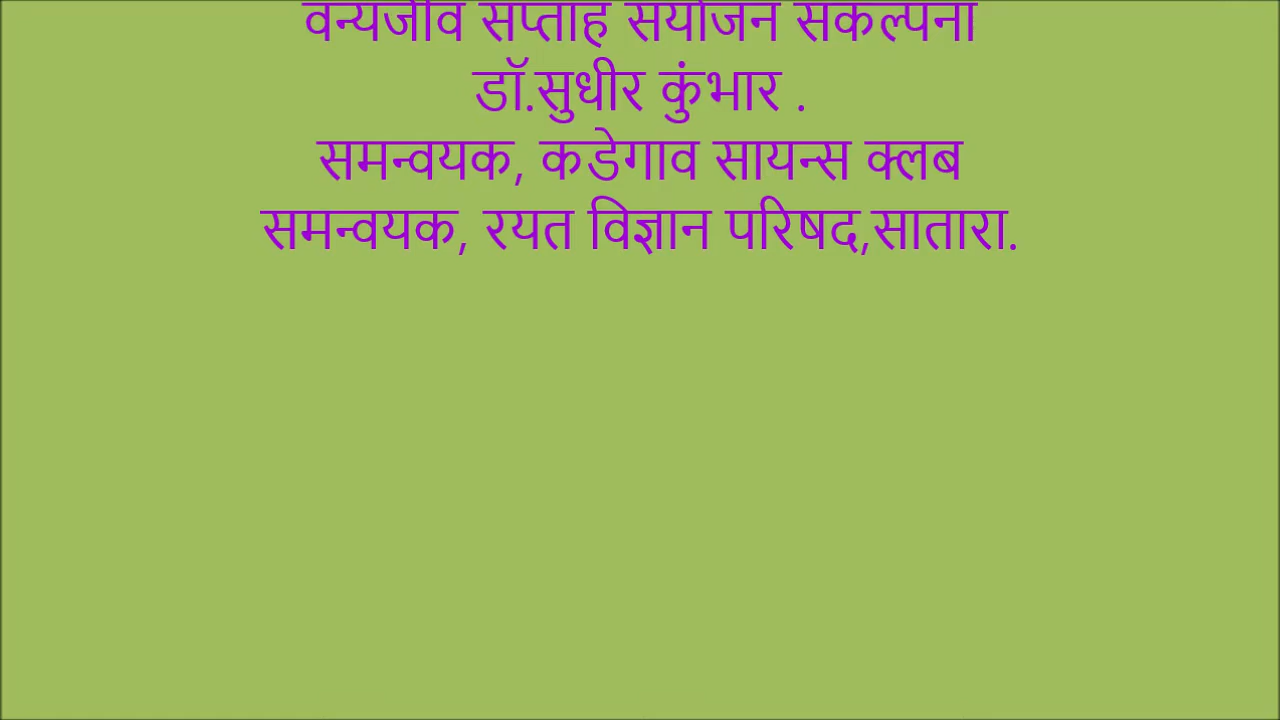 वन्यजीव सप्ताह संयोजन संकल्पना
डॉ.सुधीर कुंभार .
समन्वयक, कडेगाव सायन्स क्लब
समन्वयक, रयत विज्ञान परिषद,सातारा.